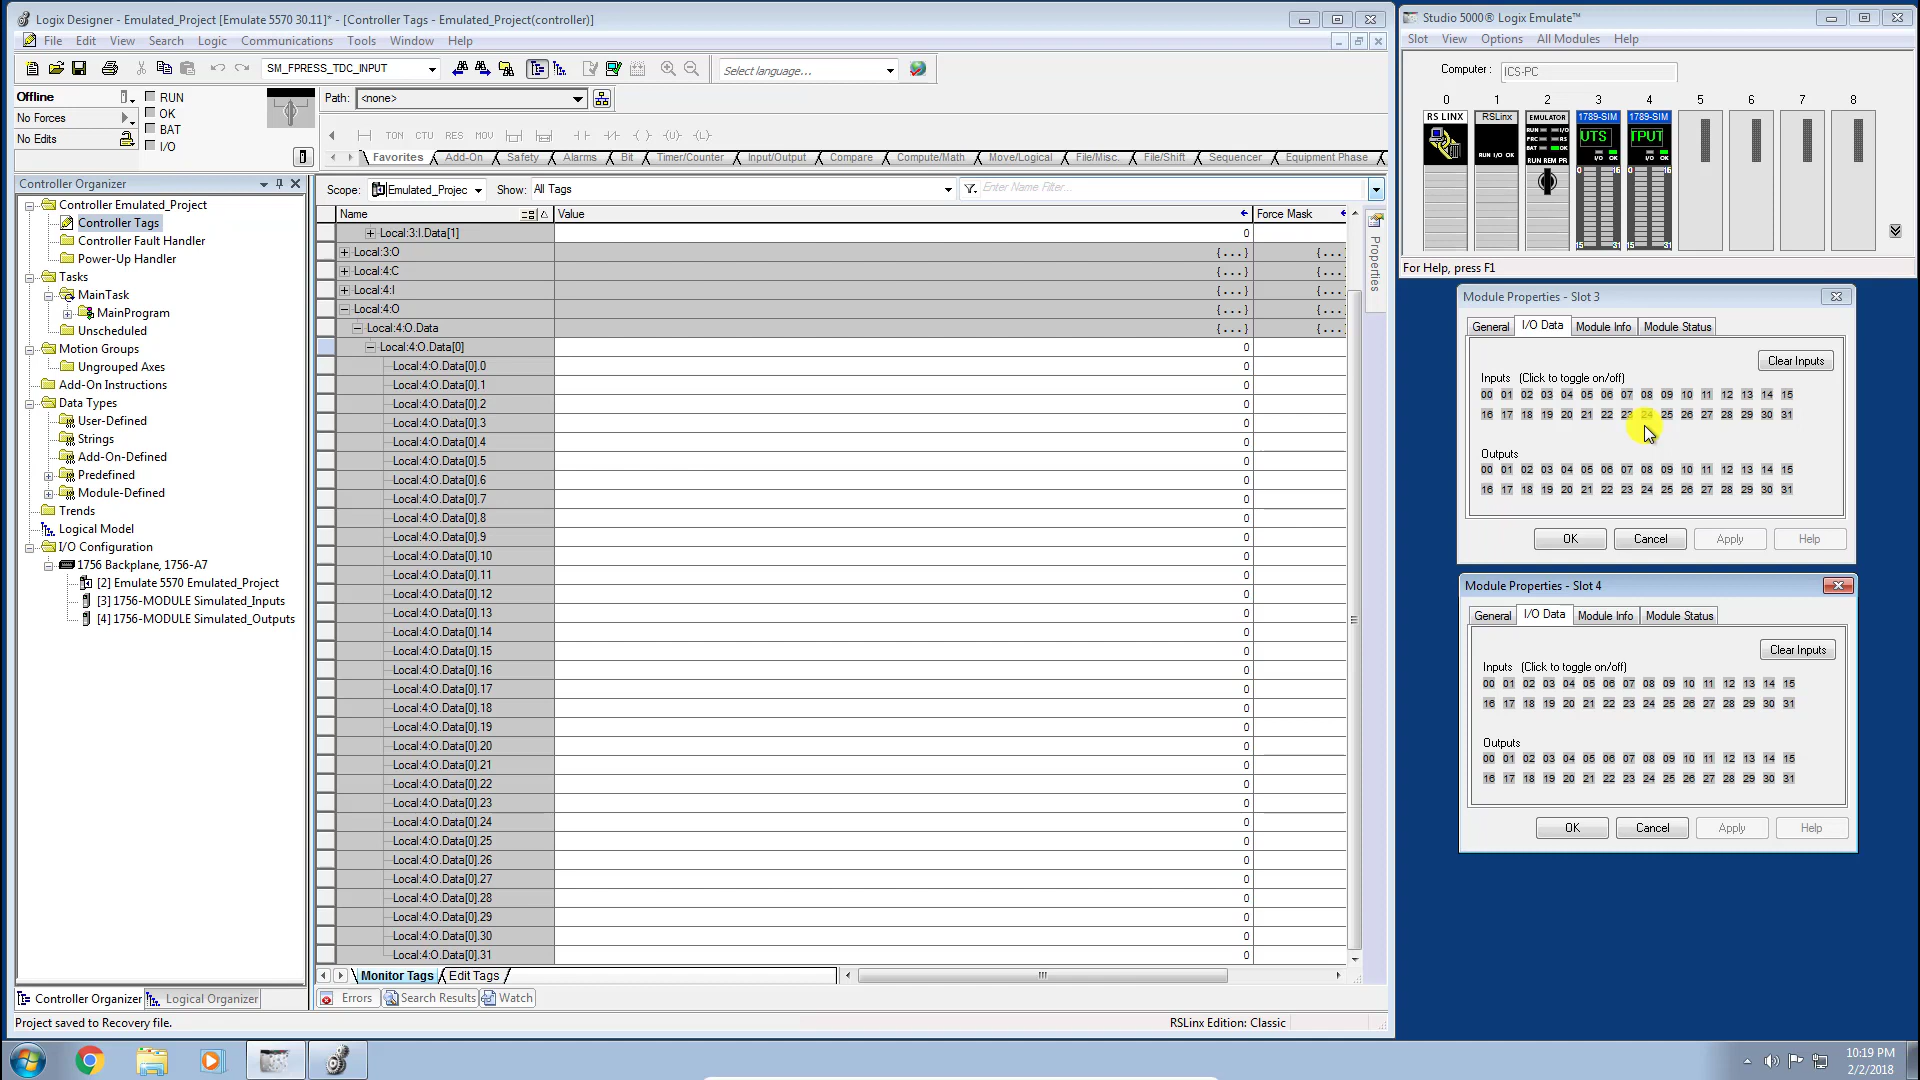 Logix Designer - Emulated_Project [Emulate 5570 30.11]* - [Controller Tags - Emulated_Project(controller)]
File Edit View Search Logic Communications Tools Window Help
SM_FPRESS_TDC_INPUT
Select language...
Offline
No Forces
No Edits
RUN
OK
BAT
I/O
Path: <none>
TON CTU RES MOV
Favorites Add-On Safety Alarms Bit Timer/Counter Input/Output Compare Compute/Math Move/Logical File/Misc. File/Shift Sequencer Equipment Phase
Controller Organizer
Controller Emulated_Project
Controller Tags
Controller Fault Handler
Power-Up Handler
Tasks
MainTask
MainProgram
Unscheduled
Motion Groups
Ungrouped Axes
Add-On Instructions
Data Types
User-Defined
Strings
Add-On-Defined
Predefined
Module-Defined
Trends
Logical Model
I/O Configuration
1756 Backplane, 1756-A7
[2] Emulate 5570 Emulated_Project
[3] 1756-MODULE Simulated_Inputs
[4] 1756-MODULE Simulated_Outputs
Controller Organizer Logical Organizer
Scope: Emulated_Projec Show: All Tags Enter Name Filter...
Name Value Force Mask
Local:3:I.Data[1] 0
Local:3:O {...} {...
Local:4:C {...} {...
Local:4:I {...} {...
Local:4:O {...} {...
Local:4:O.Data {...} {...
Local:4:O.Data[0] 0
Local:4:O.Data[0].0 0
Local:4:O.Data[0].1 0
Local:4:O.Data[0].2 0
Local:4:O.Data[0].3 0
Local:4:O.Data[0].4 0
Local:4:O.Data[0].5 0
Local:4:O.Data[0].6 0
Local:4:O.Data[0].7 0
Local:4:O.Data[0].8 0
Local:4:O.Data[0].9 0
Local:4:O.Data[0].10 0
Local:4:O.Data[0].11 0
Local:4:O.Data[0].12 0
Local:4:O.Data[0].13 0
Local:4:O.Data[0].14 0
Local:4:O.Data[0].15 0
Local:4:O.Data[0].16 0
Local:4:O.Data[0].17 0
Local:4:O.Data[0].18 0
Local:4:O.Data[0].19 0
Local:4:O.Data[0].20 0
Local:4:O.Data[0].21 0
Local:4:O.Data[0].22 0
Local:4:O.Data[0].23 0
Local:4:O.Data[0].24 0
Local:4:O.Data[0].25 0
Local:4:O.Data[0].26 0
Local:4:O.Data[0].27 0
Local:4:O.Data[0].28 0
Local:4:O.Data[0].29 0
Local:4:O.Data[0].30 0
Local:4:O.Data[0].31 0
Properties
Monitor Tags Edit Tags
Errors Search Results Watch
Project saved to Recovery file. RSLinx Edition: Classic
Studio 5000® Logix Emulate™
Slot View Options All Modules Help
Computer : ICS-PC
0 1 2 3 4 5 6 7 8
RS LINX RSLinx EMULATOR 1789-SIM 1789-SIM
UTS TPUT
RUN I/O OK
RUN REM PR
For Help, press F1
Module Properties - Slot 3
General I/O Data Module Info Module Status
Clear Inputs
Inputs (Click to toggle on/off)
00 01 02 03 04 05 06 07 08 09 10 11 12 13 14 15
16 17 18 19 20 21 22 23 24 25 26 27 28 29 30 31
Outputs
00 01 02 03 04 05 06 07 08 09 10 11 12 13 14 15
16 17 18 19 20 21 22 23 24 25 26 27 28 29 30 31
OK Cancel Apply Help
Module Properties - Slot 4
General I/O Data Module Info Module Status
Clear Inputs
Inputs (Click to toggle on/off)
00 01 02 03 04 05 06 07 08 09 10 11 12 13 14 15
16 17 18 19 20 21 22 23 24 25 26 27 28 29 30 31
Outputs
00 01 02 03 04 05 06 07 08 09 10 11 12 13 14 15
16 17 18 19 20 21 22 23 24 25 26 27 28 29 30 31
OK Cancel Apply Help
10:19 PM
2/2/2018